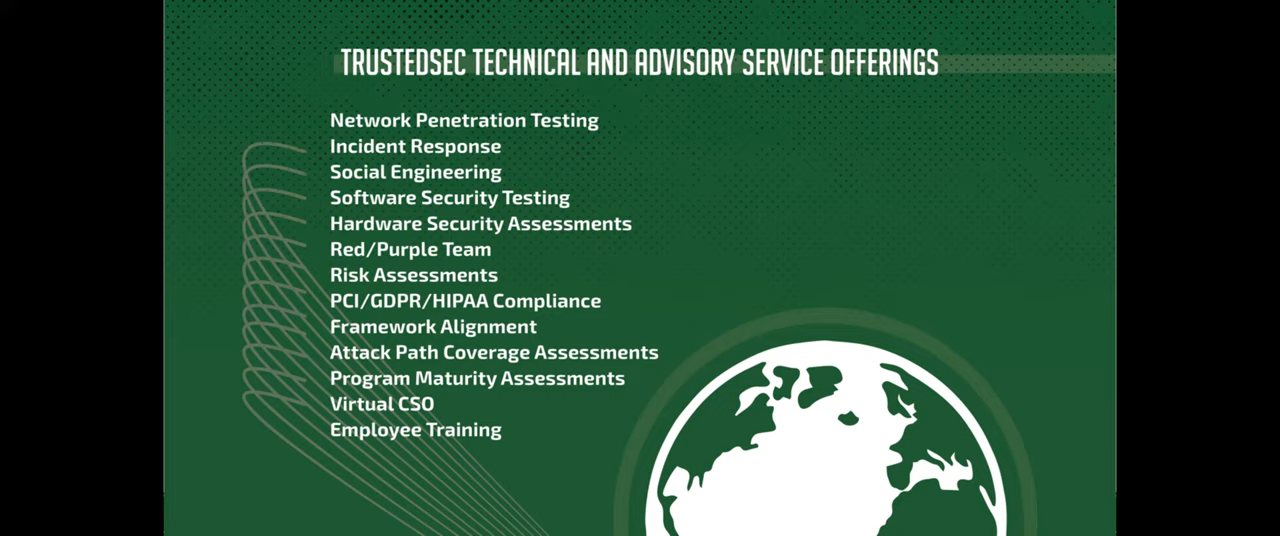 TRUSTEDSEC TECHNICAL AND ADVISORY SERVICE OFFERINGS
Network Penetration Testing
Incident Response
Social Engineering
Software Security Testing
Hardware Security Assessments
Red/Purple Team
Risk Assessments
PCI/GDPR/HIPAA Compliance
Framework Alignment
Attack Path Coverage Assessments
Program Maturity Assessments
Virtual CSO
Employee Training